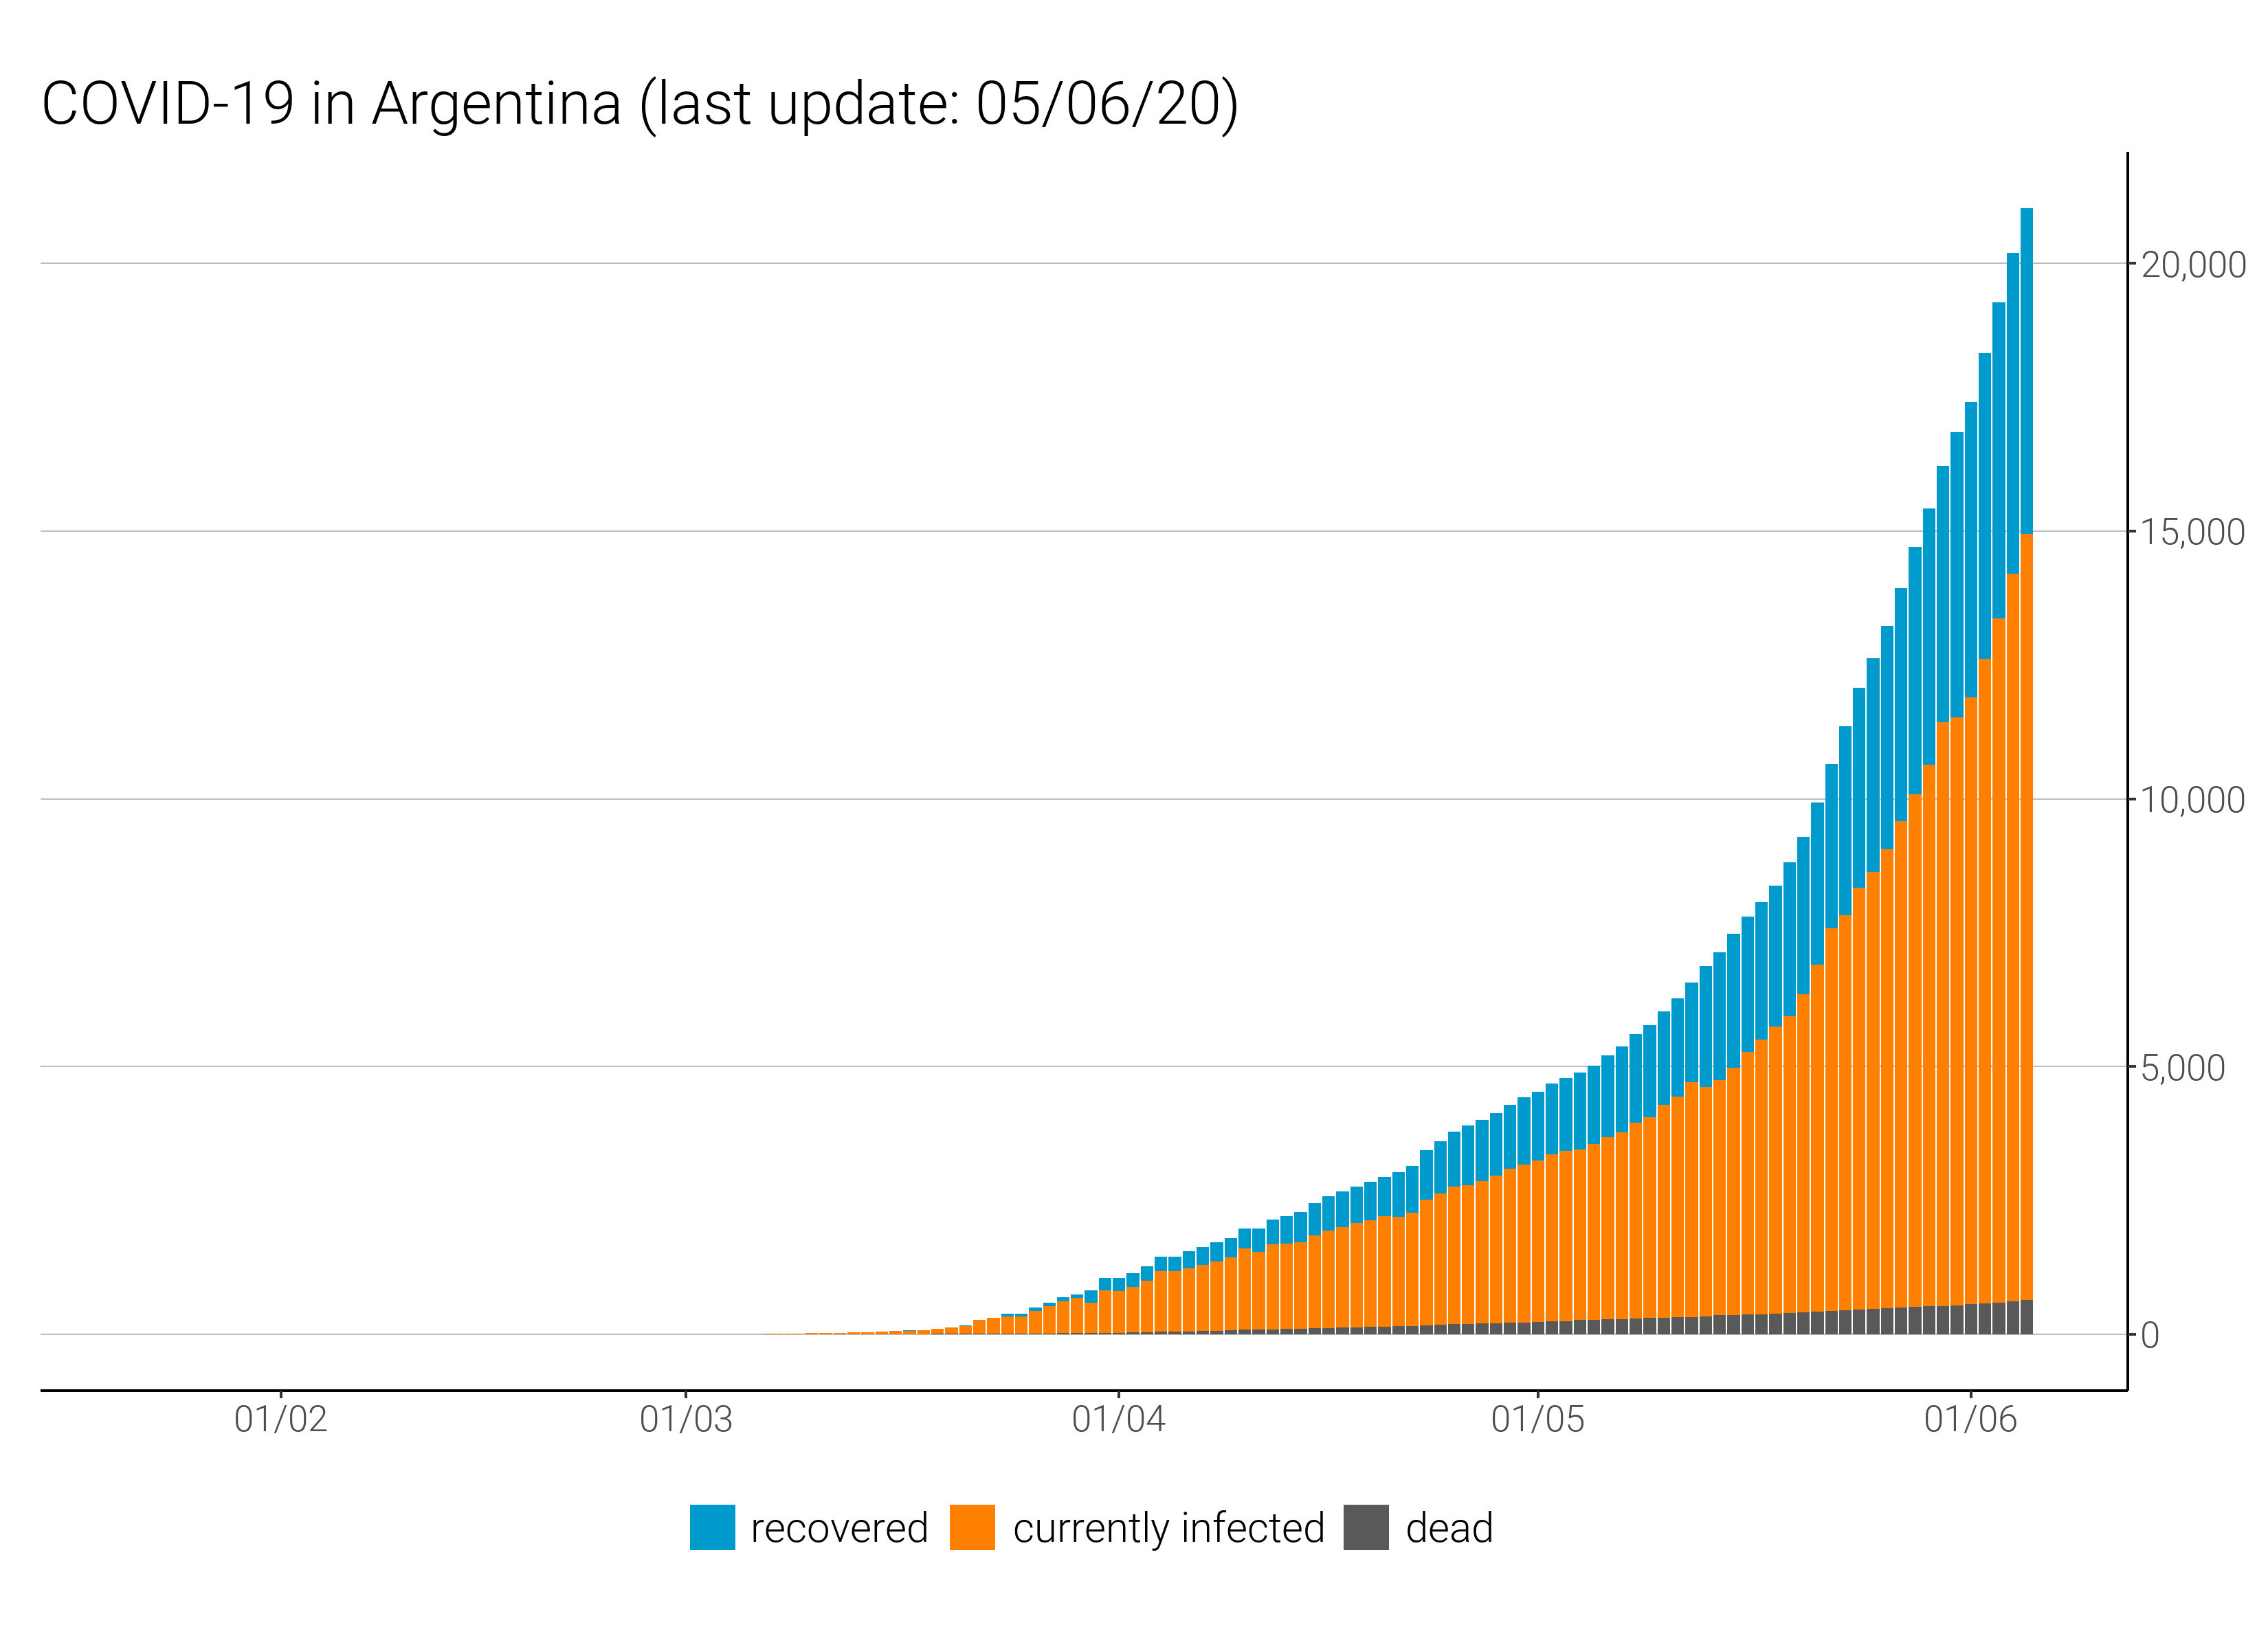 COVID-19 in Argentina (last update: 05/06/20)
20,000
15,000
10,000
5,000
0
01/02 01/03 01/04 01/05 01/06
recovered currently infected dead